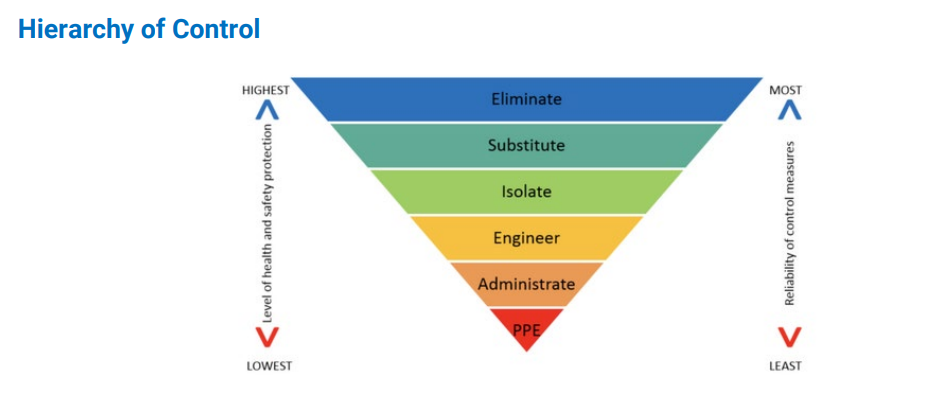 Hierarchy of Control
HIGHEST
MOST
Eliminate
Substitute
Isolate
Engineer
Administrate
PPE
Level of health and safety protection
Reliability of control measures
LOWEST
LEAST